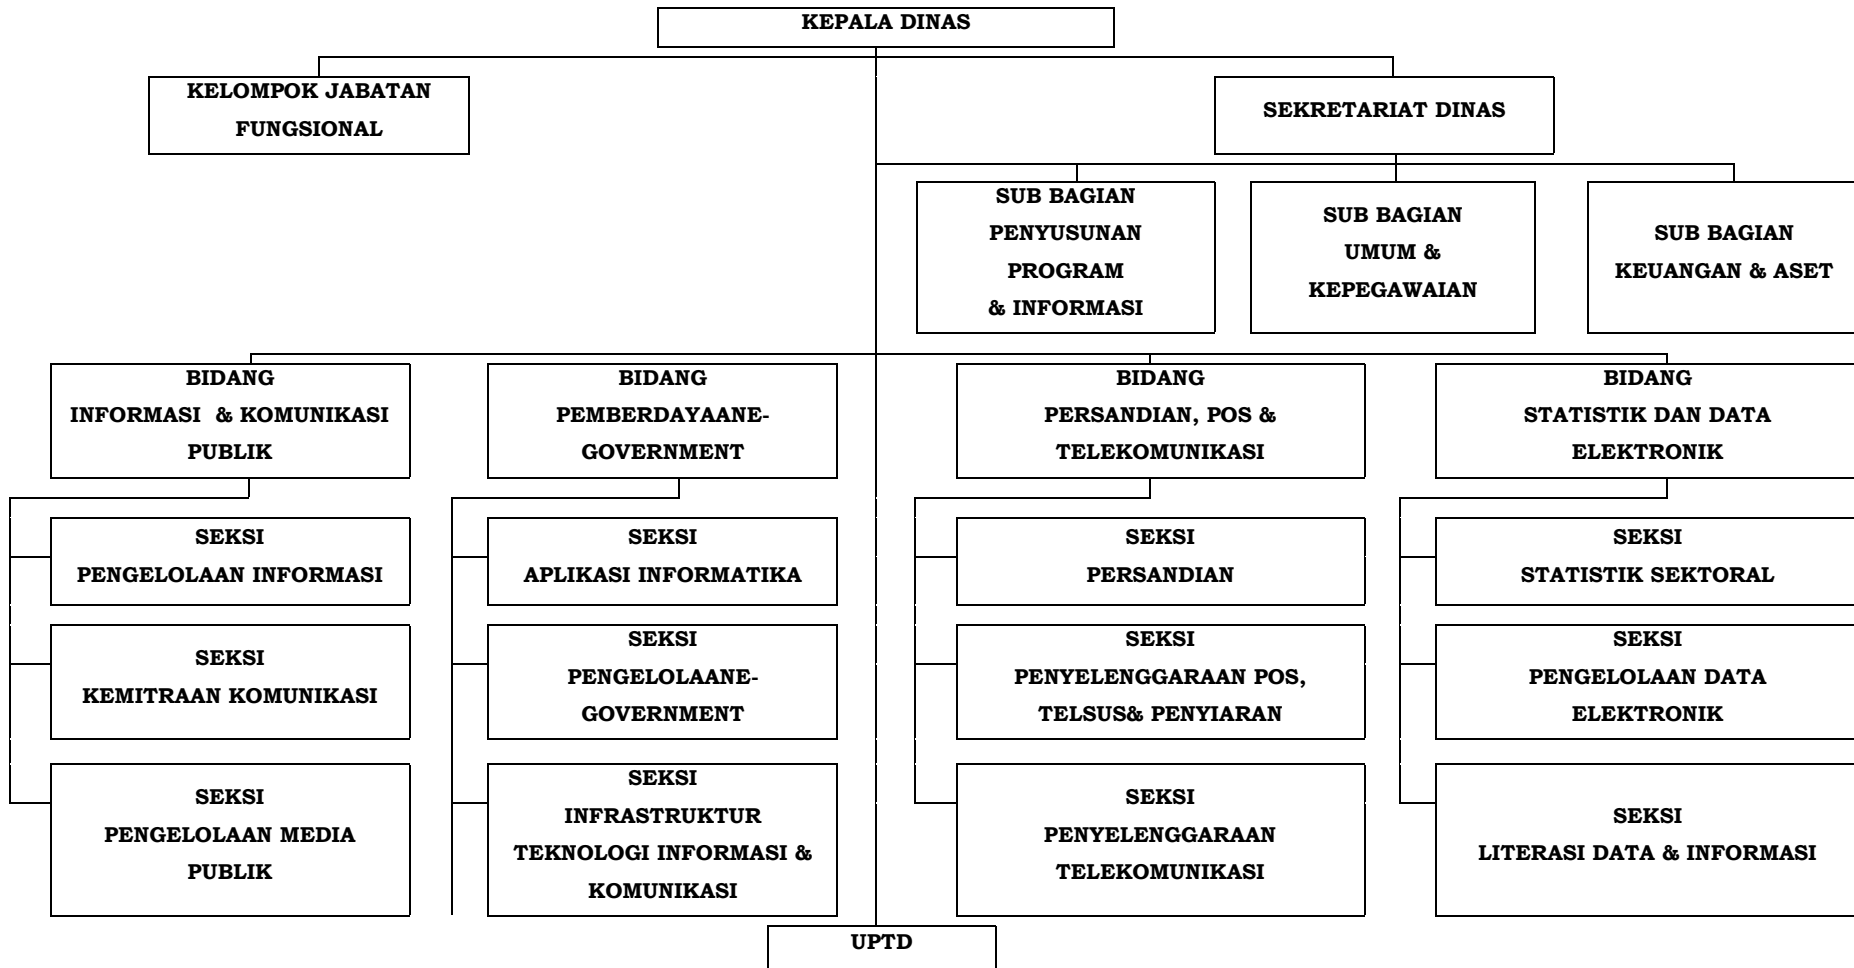 KEPALA DINAS
KELOMPOK JABATAN
FUNGSIONAL
SEKRETARIAT DINAS
SUB BAGIAN
PENYUSUNAN
PROGRAM
& INFORMASI
SUB BAGIAN
UMUM &
KEPEGAWAIAN
SUB BAGIAN
KEUANGAN & ASET
BIDANG
INFORMASI & KOMUNIKASI
PUBLIK
BIDANG
PEMBERDAYAANE-
GOVERNMENT
BIDANG
PERSANDIAN, POS &
TELEKOMUNIKASI
BIDANG
STATISTIK DAN DATA
ELEKTRONIK
SEKSI
PENGELOLAAN INFORMASI
SEKSI
APLIKASI INFORMATIKA
SEKSI
PERSANDIAN
SEKSI
STATISTIK SEKTORAL
SEKSI
KEMITRAAN KOMUNIKASI
SEKSI
PENGELOLAANE-
GOVERNMENT
SEKSI
PENYELENGGARAAN POS,
TELSUS& PENYIARAN
SEKSI
PENGELOLAAN DATA
ELEKTRONIK
SEKSI
PENGELOLAAN MEDIA
PUBLIK
SEKSI
INFRASTRUKTUR
TEKNOLOGI INFORMASI &
KOMUNIKASI
SEKSI
PENYELENGGARAAN
TELEKOMUNIKASI
SEKSI
LITERASI DATA & INFORMASI
UPTD